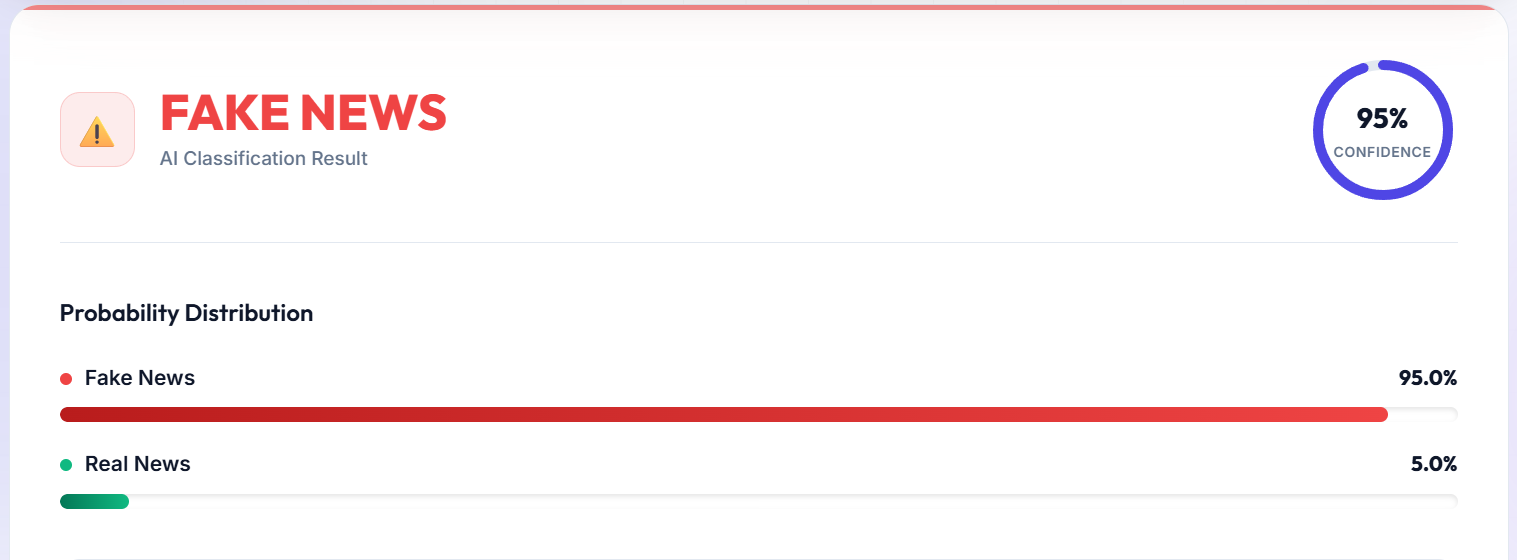 FAKE NEWS
AI Classification Result
95%
CONFIDENCE
Probability Distribution
Fake News 95.0%
Real News 5.0%